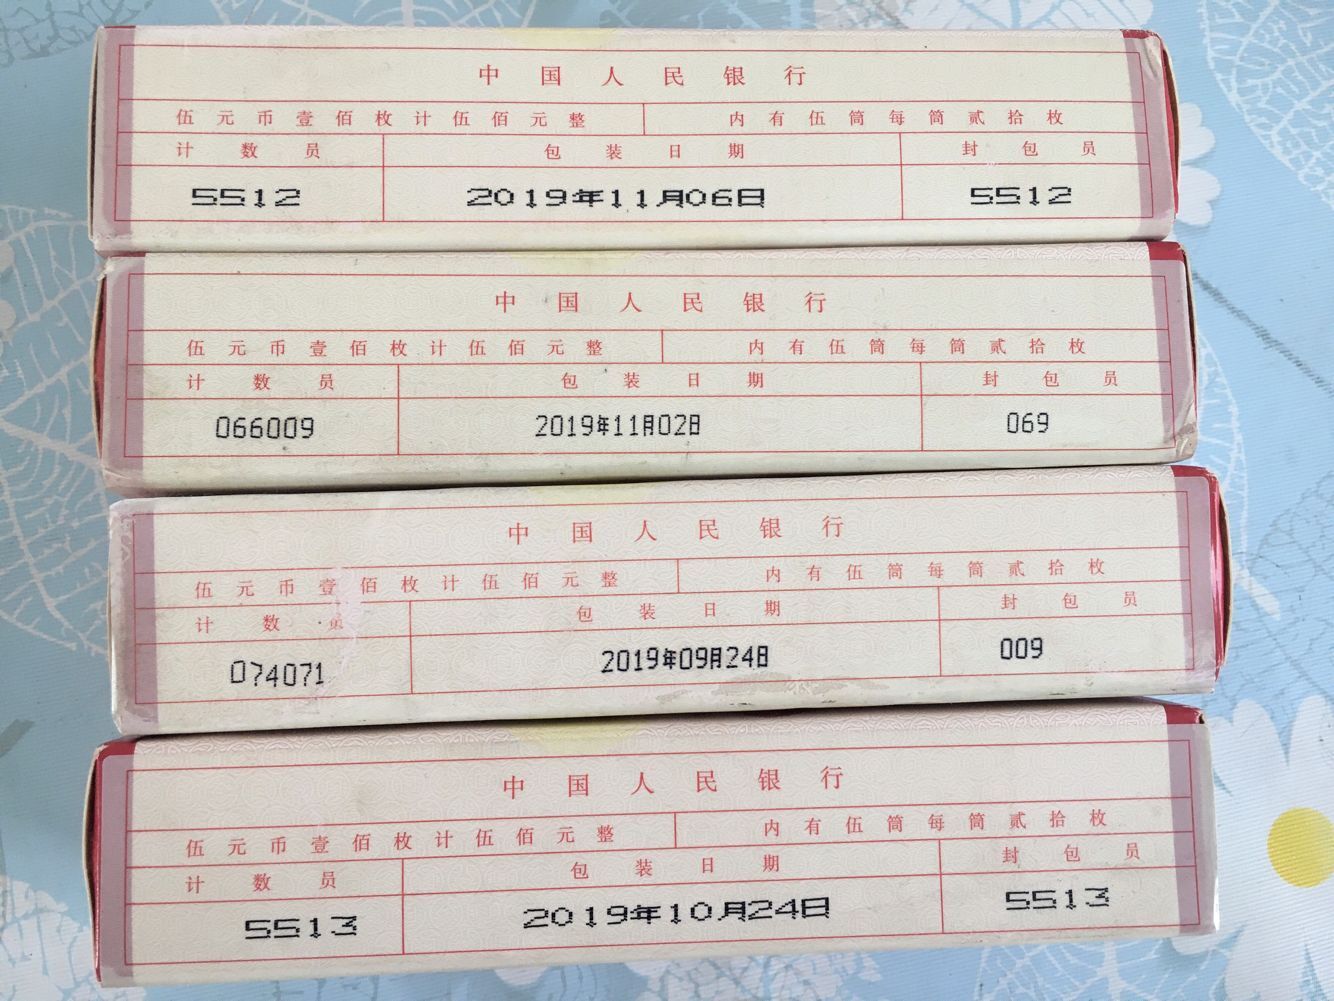 中国人民银行
伍元币壹佰枚计伍佰元整 内有伍筒每筒贰拾枚
计数员 包装日期 封包员
5512 2019年11月06日 5512
中国人民银行
伍元币壹佰枚计伍佰元整 内有伍筒每筒贰拾枚
计数员 包装日期 封包员
066009 2019年11月02日 069
中国人民银行
伍元币壹佰枚计伍佰元整 内有伍筒每筒贰拾枚
计数员 包装日期 封包员
074071 2019年09月24日 009
中国人民银行
伍元币壹佰枚计伍佰元整 内有伍筒每筒贰拾枚
计数员 包装日期 封包员
5513 2019年10月24日 5513